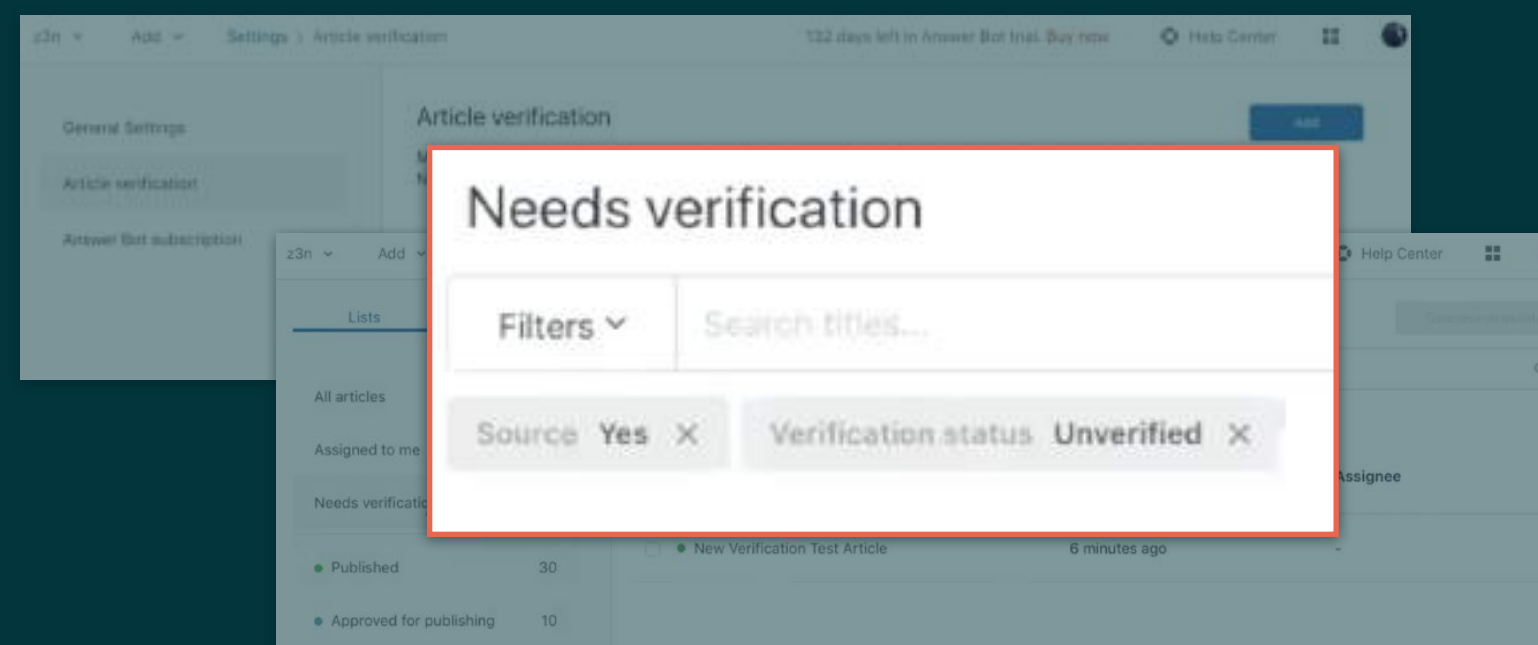 z3n Add Settings › Article verification 132 days left in Answer Bot trial. Buy now Help Center
General Settings
Article verification
Answer Bot subscription
Article verification
Add
z3n Add Help Center
Lists
All articles
Assigned to me
Needs verificatio
Published 30
Approved for publishing 10
Needs verification
Filters Search titles...
Source Yes × Verification status Unverified ×
Assignee
New Verification Test Article 6 minutes ago -